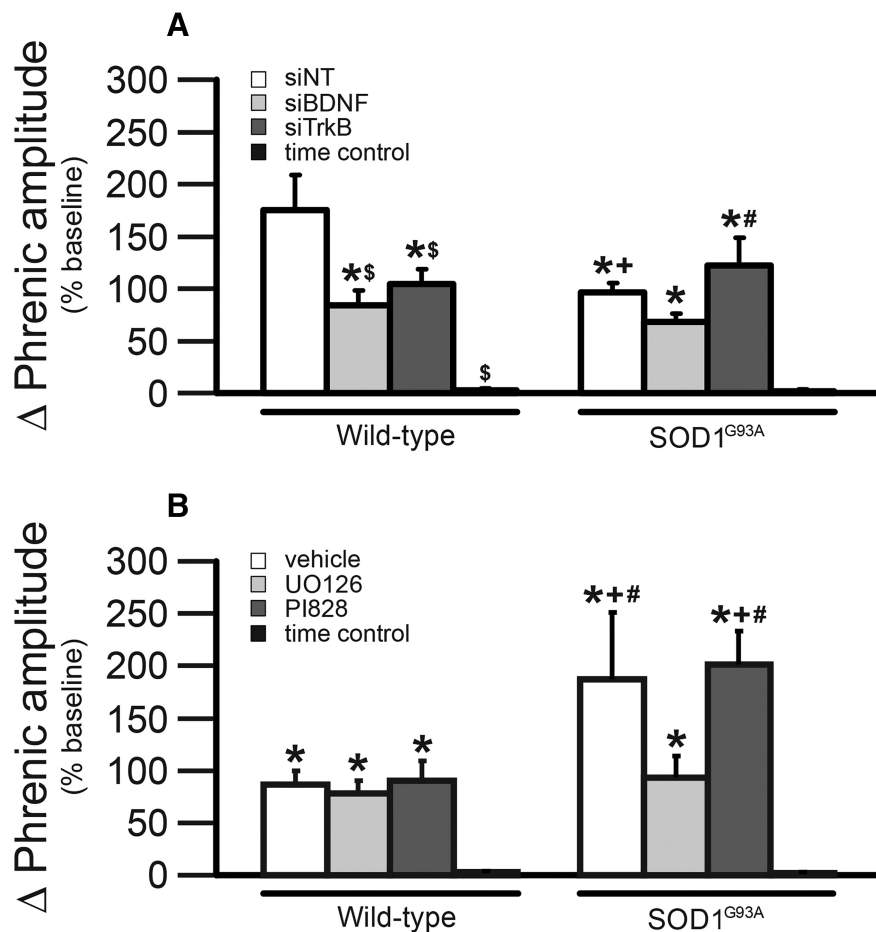 A
Δ Phrenic amplitude
(% baseline)
300
250
200
150
100
50
0
siNT
siBDNF
siTrkB
time control
*$
*$
$
*+
*
*#
Wild-type
SOD1G93A
B
Δ Phrenic amplitude
(% baseline)
300
250
200
150
100
50
0
vehicle
UO126
PI828
time control
*
*
*
*+#
*
*+#
Wild-type
SOD1G93A